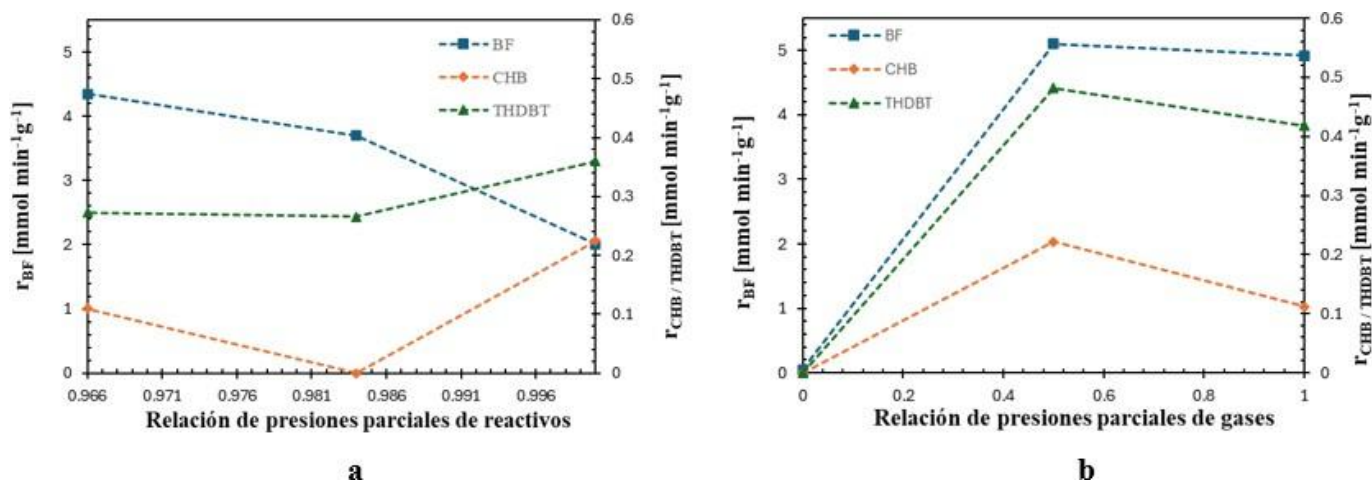 r_BF [mmol min⁻¹g⁻¹]
5
4
3
2
1
0
BF
CHB
THDBT
0.6
0.5
0.4
0.3
0.2
0.1
0
r_CHB / THDBT [mmol min⁻¹g⁻¹]
0.966 0.971 0.976 0.981 0.986 0.991 0.996
Relación de presiones parciales de reactivos
a
r_BF [mmol min⁻¹g⁻¹]
5
4
3
2
1
0
BF
CHB
THDBT
0.6
0.5
0.4
0.3
0.2
0.1
0
r_CHB / THDBT [mmol min⁻¹g⁻¹]
0 0.2 0.4 0.6 0.8 1
Relación de presiones parciales de gases
b